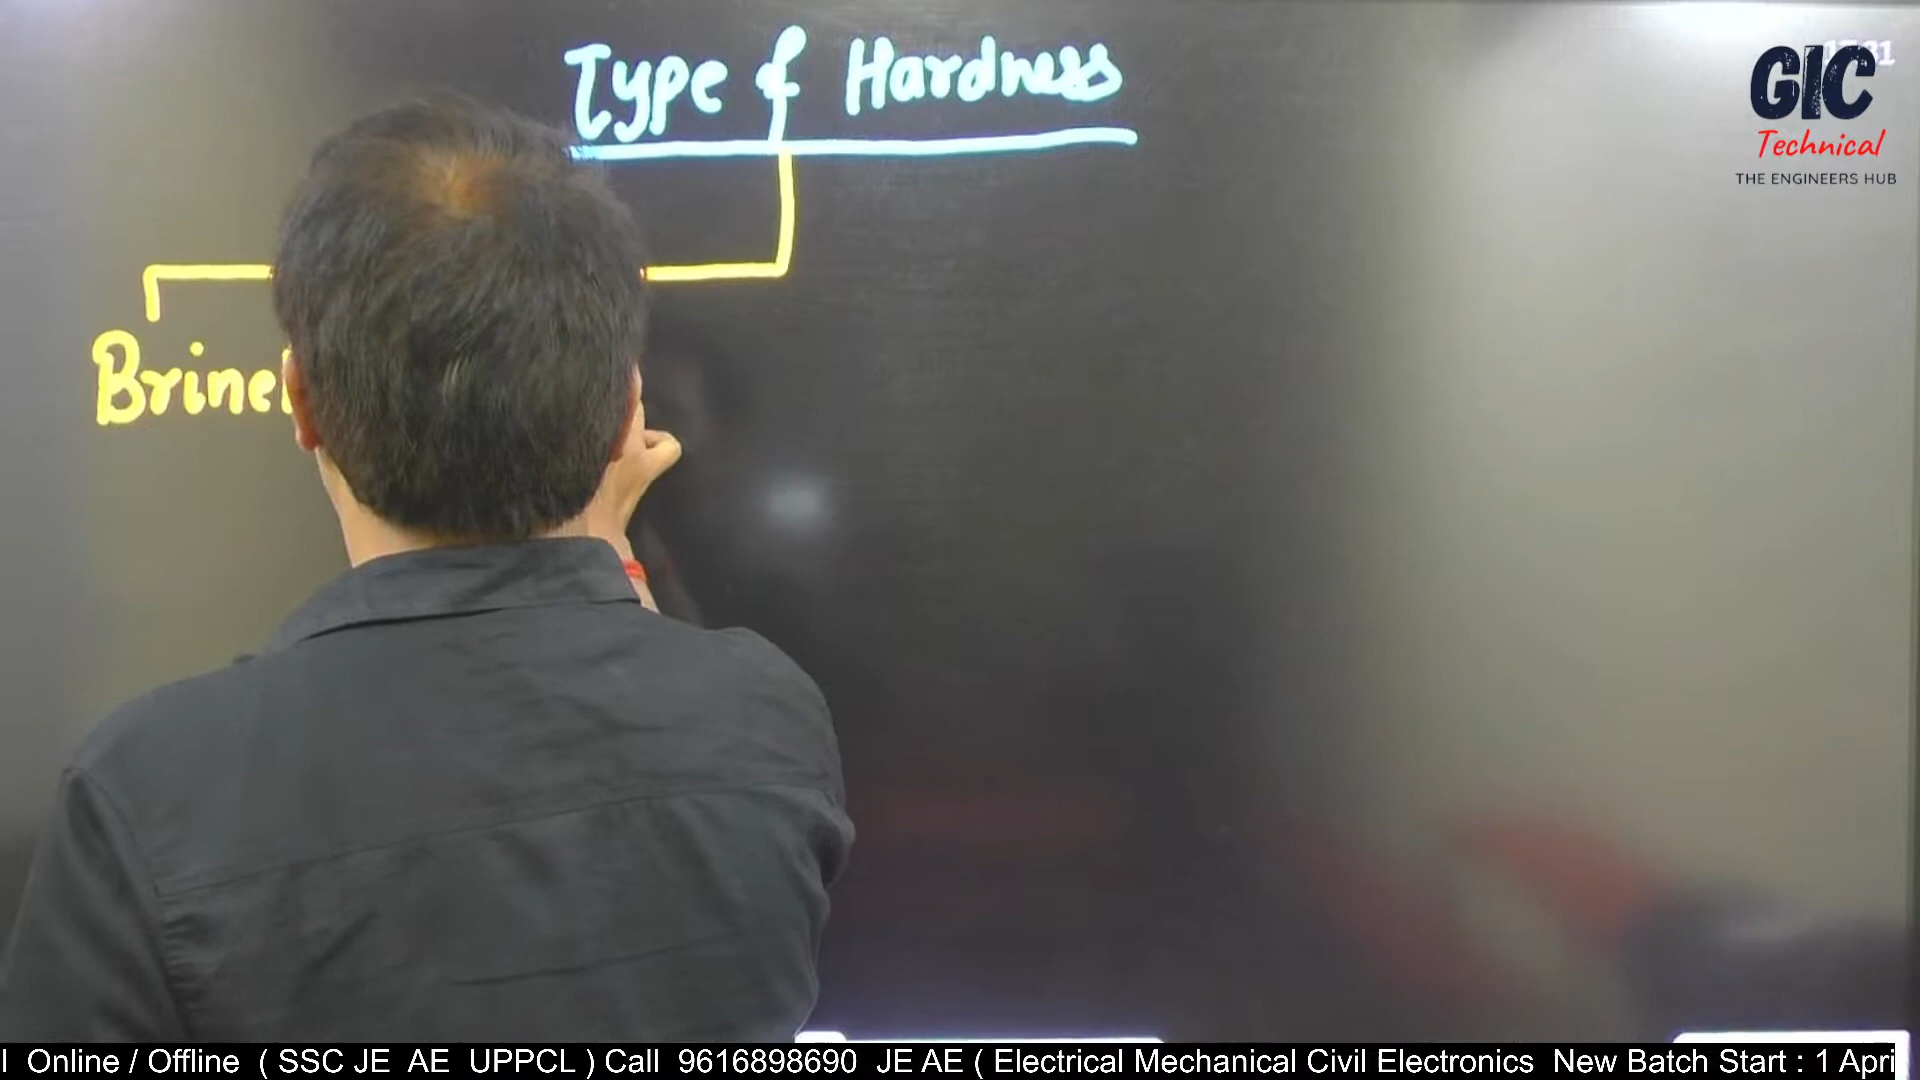 Type of Hardness
GIC
Technical
THE ENGINEERS HUB
Online / Offline ( SSC JE AE UPPCL ) Call 9616898690 JE AE ( Electrical Mechanical Civil Electronics New Batch Start : 1 Apri